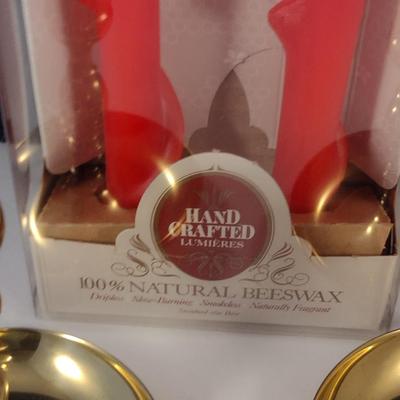 HAND
CRAFTED
LUMIÈRES
100% NATURAL BEESWAX
Dripless Slow-Burning Smokeless Naturally Fragrant